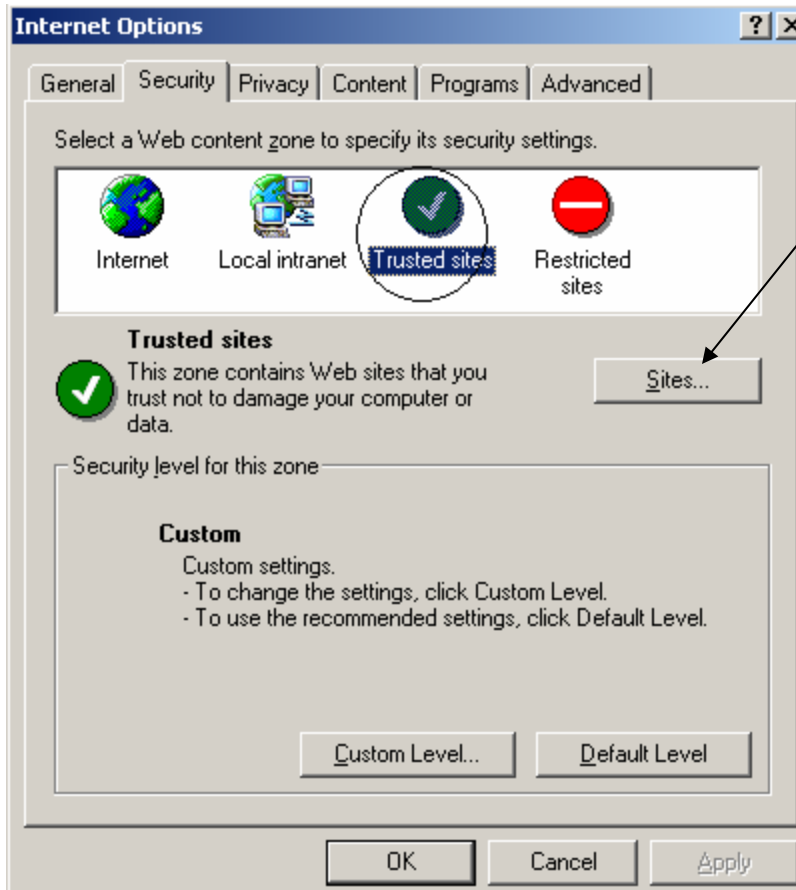 Internet Options
General Security Privacy Content Programs Advanced
Select a Web content zone to specify its security settings.
Internet Local intranet Trusted sites Restricted
sites
Trusted sites
This zone contains Web sites that you
trust not to damage your computer or
data.
Sites...
Security level for this zone
Custom
Custom settings.
- To change the settings, click Custom Level.
- To use the recommended settings, click Default Level.
Custom Level... Default Level
OK Cancel Apply